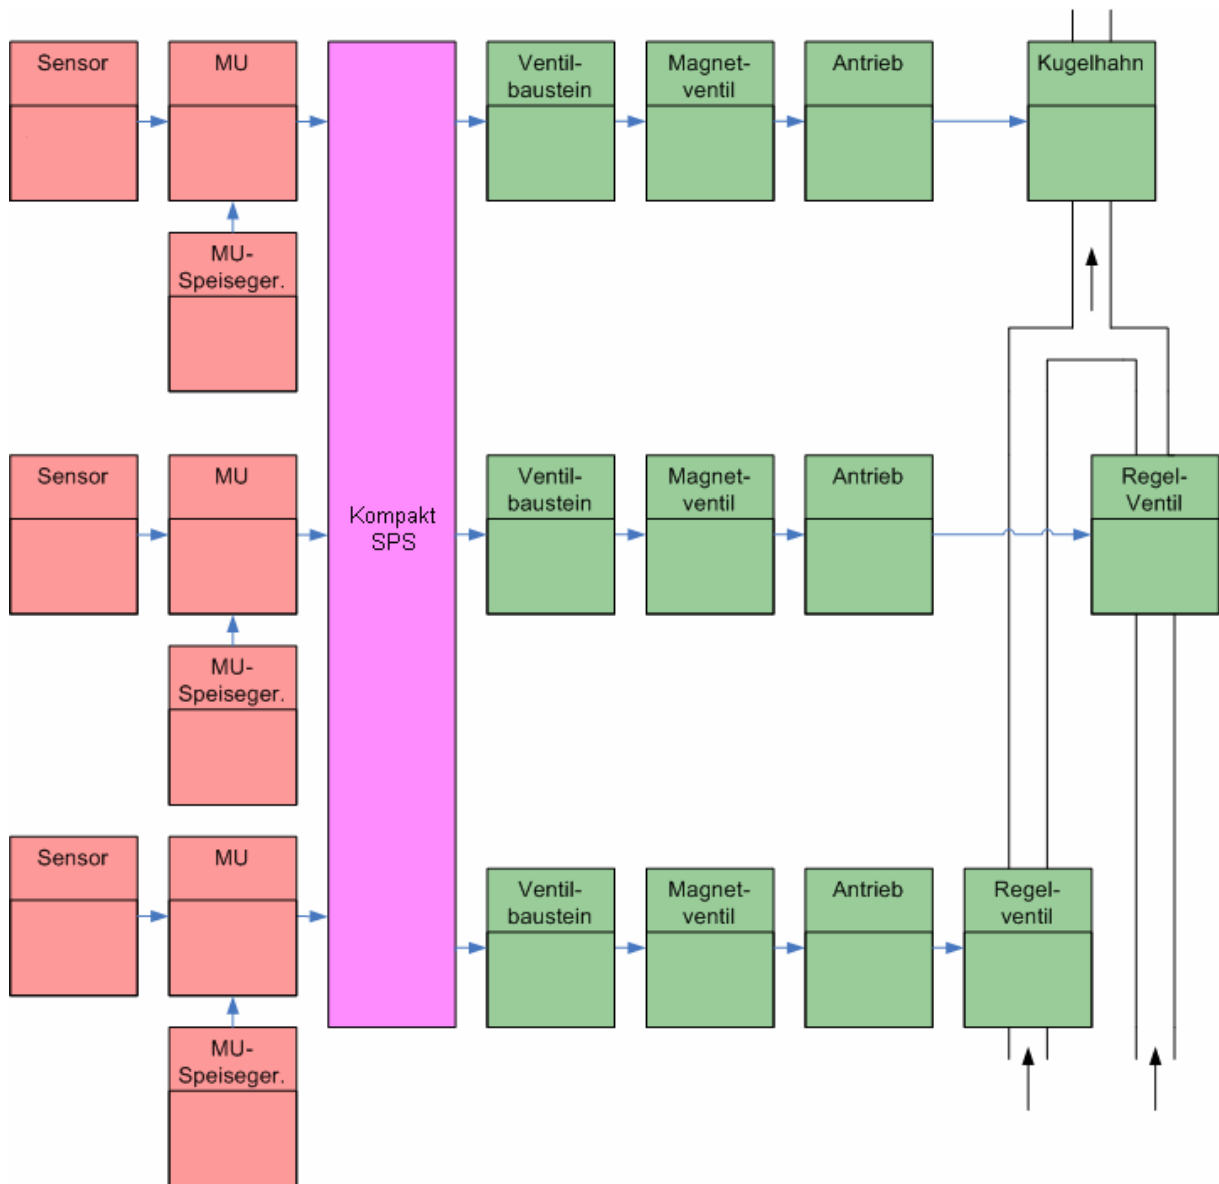 Sensor
MU
Ventil-
baustein
Magnet-
ventil
Antrieb
Kugelhahn
MU-
Speiseger.
Sensor
MU
Kompakt
SPS
Ventil-
baustein
Magnet-
ventil
Antrieb
Regel-
Ventil
MU-
Speiseger.
Sensor
MU
Ventil-
baustein
Magnet-
ventil
Antrieb
Regel-
ventil
MU-
Speiseger.